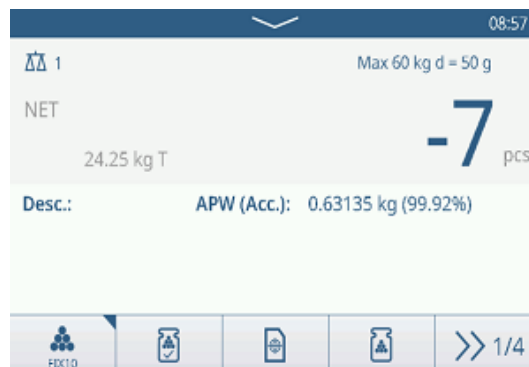 08:57
1 Max 60 kg d = 50 g
NET
-7 pcs
24.25 kg T
Desc.: APW (Acc.): 0.63135 kg (99.92%)
FIX10
1/4